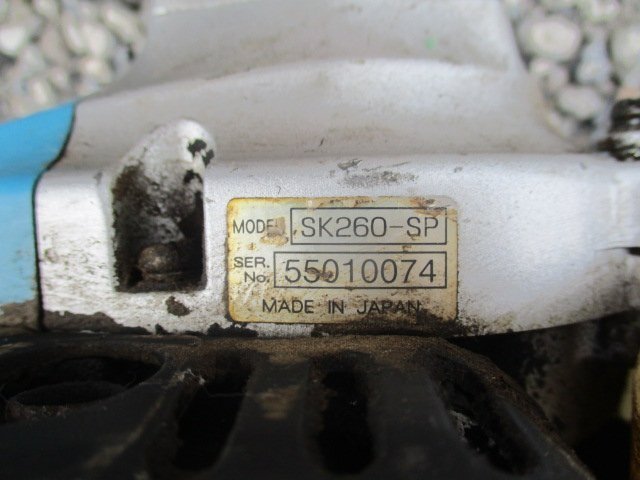 MODEL SK260-SP
SER. No. 55010074
MADE IN JAPAN